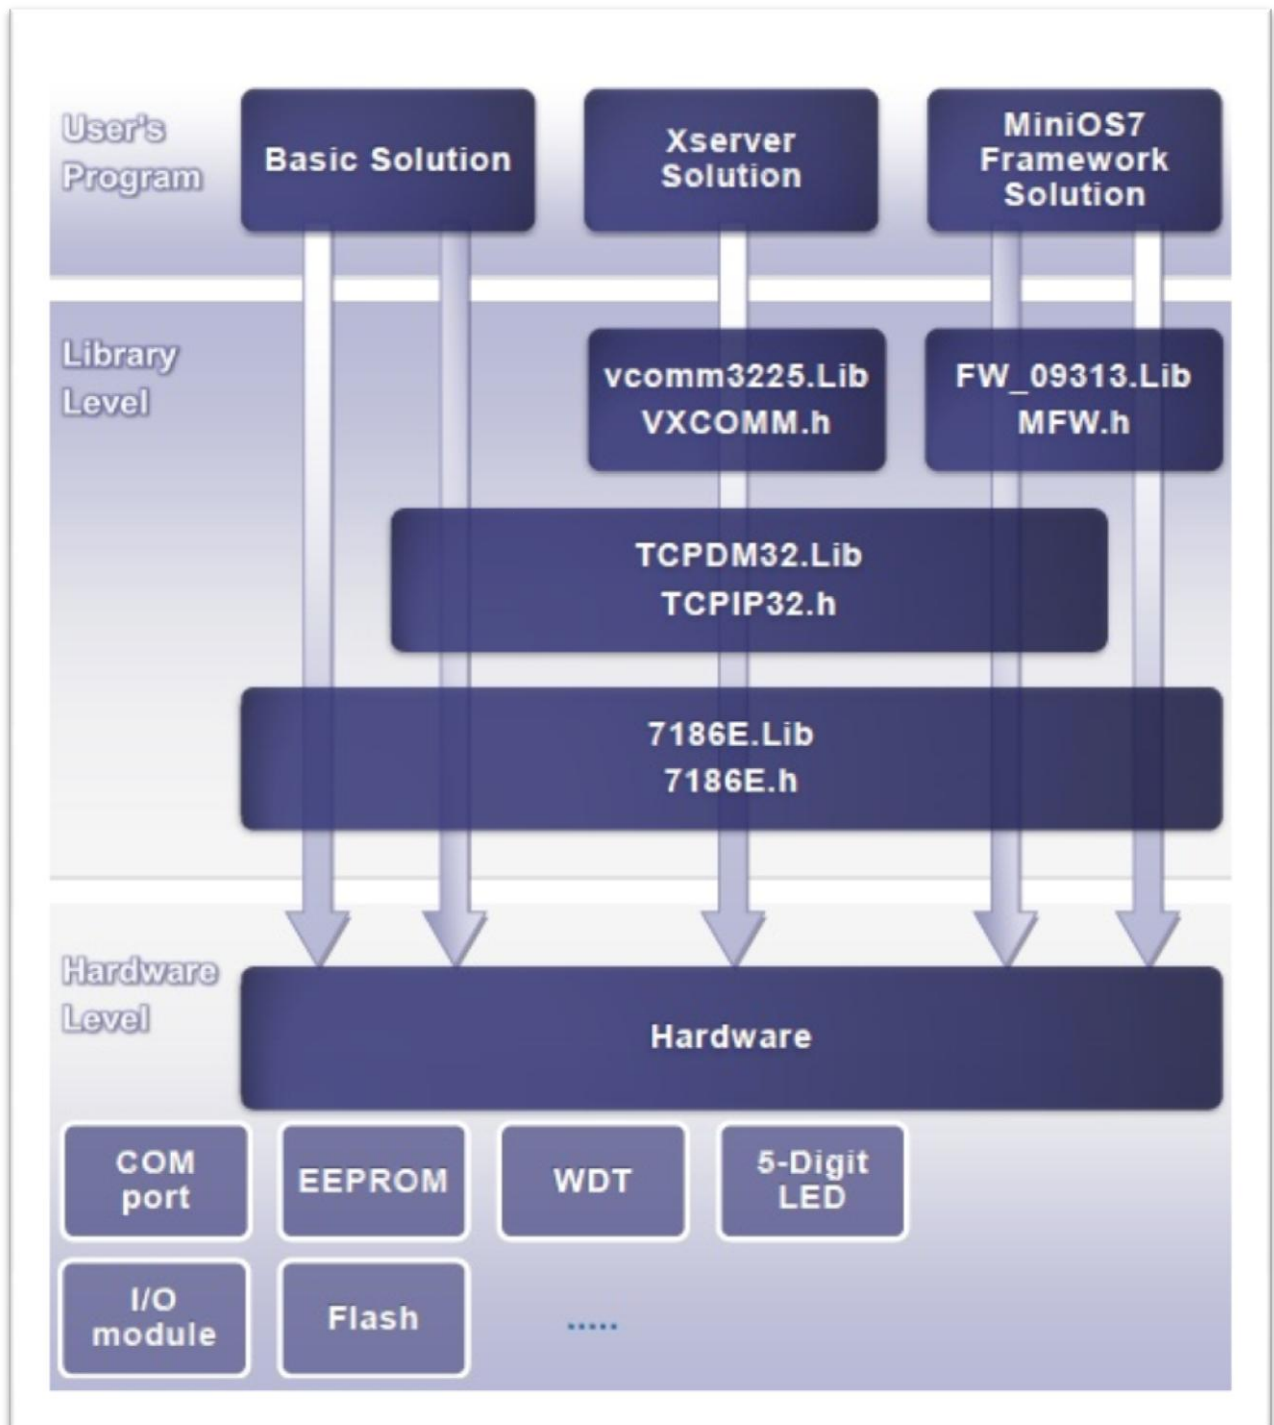 User's
Program
Basic Solution
Xserver
Solution
MiniOS7
Framework
Solution
Library
Level
vcomm3225.Lib
VXCOMM.h
FW_09313.Lib
MFW.h
TCPDM32.Lib
TCPIP32.h
7186E.Lib
7186E.h
Hardware
Level
Hardware
COM
port
EEPROM
WDT
5-Digit
LED
I/O
module
Flash
.....